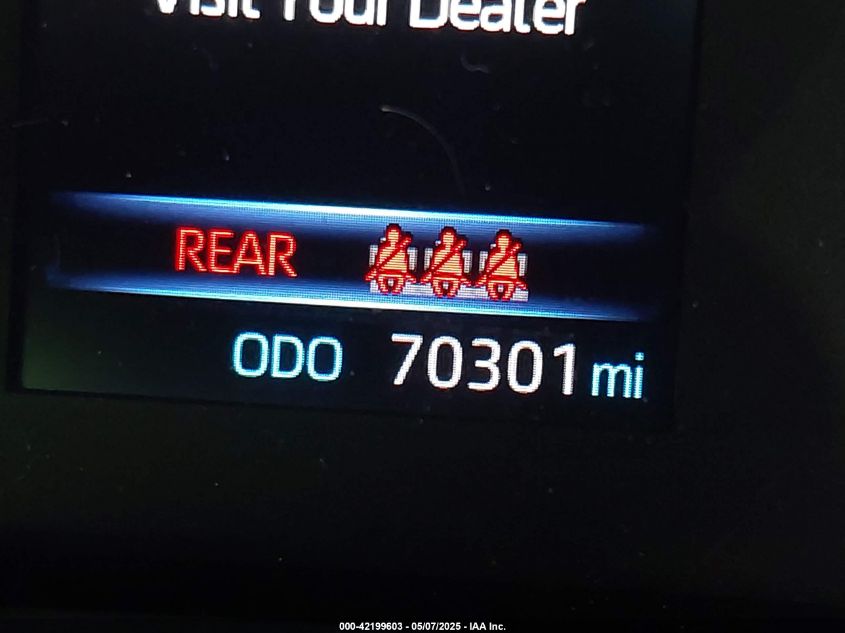 Visit Your Dealer
REAR
ODO 70301 mi
000-42199603 - 05/07/2025 - IAA Inc.